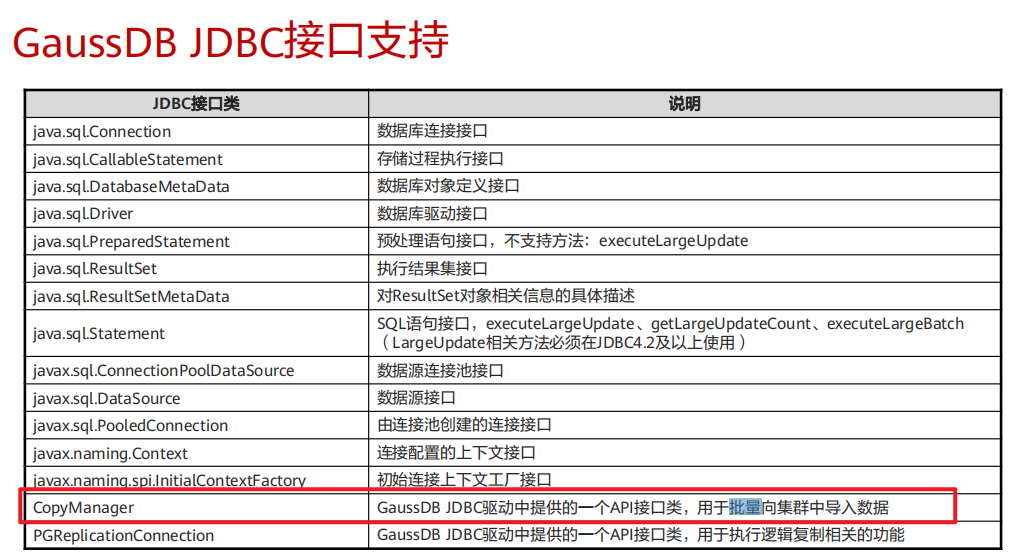 GaussDB JDBC接口支持
JDBC接口类 说明
java.sql.Connection 数据库连接接口
java.sql.CallableStatement 存储过程执行接口
java.sql.DatabaseMetaData 数据库对象定义接口
java.sql.Driver 数据库驱动接口
java.sql.PreparedStatement 预处理语句接口，不支持方法：executeLargeUpdate
java.sql.ResultSet 执行结果集接口
java.sql.ResultSetMetaData 对ResultSet对象相关信息的具体描述
java.sql.Statement SQL语句接口，executeLargeUpdate、getLargeUpdateCount、executeLargeBatch
（ LargeUpdate相关方法必须在JDBC4.2及以上使用 ）
javax.sql.ConnectionPoolDataSource 数据源连接池接口
javax.sql.DataSource 数据源接口
javax.sql.PooledConnection 由连接池创建的连接接口
javax.naming.Context 连接配置的上下文接口
javax.naming.spi.InitialContextFactory 初始连接上下文工厂接口
CopyManager GaussDB JDBC驱动中提供的一个API接口类，用于批量向集群中导入数据
PGReplicationConnection GaussDB JDBC驱动中提供的一个API接口类，用于执行逻辑复制相关的功能